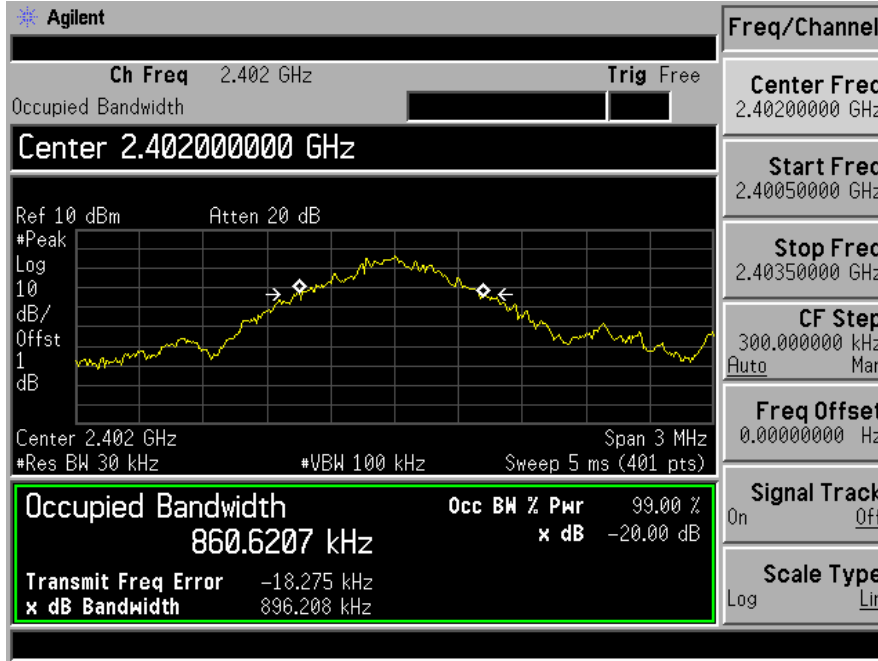 Agilent
Freq/Channel
Ch Freq 2.402 GHz Trig Free
Occupied Bandwidth
Center Freq
2.40200000 GHz
Center 2.402000000 GHz
Start Freq
2.40050000 GHz
Ref 10 dBm Atten 20 dB
#Peak
Log
10
dB/
Offst
1
dB
Stop Freq
2.40350000 GHz
CF Step
300.000000 kHz
Auto Man
Center 2.402 GHz Span 3 MHz
#Res BW 30 kHz #VBW 100 kHz Sweep 5 ms (401 pts)
Freq Offset
0.00000000 Hz
Occupied Bandwidth Occ BW % Pwr 99.00 %
860.6207 kHz x dB -20.00 dB
Transmit Freq Error -18.275 kHz
x dB Bandwidth 896.208 kHz
Signal Track
On Off
Scale Type
Log Lin